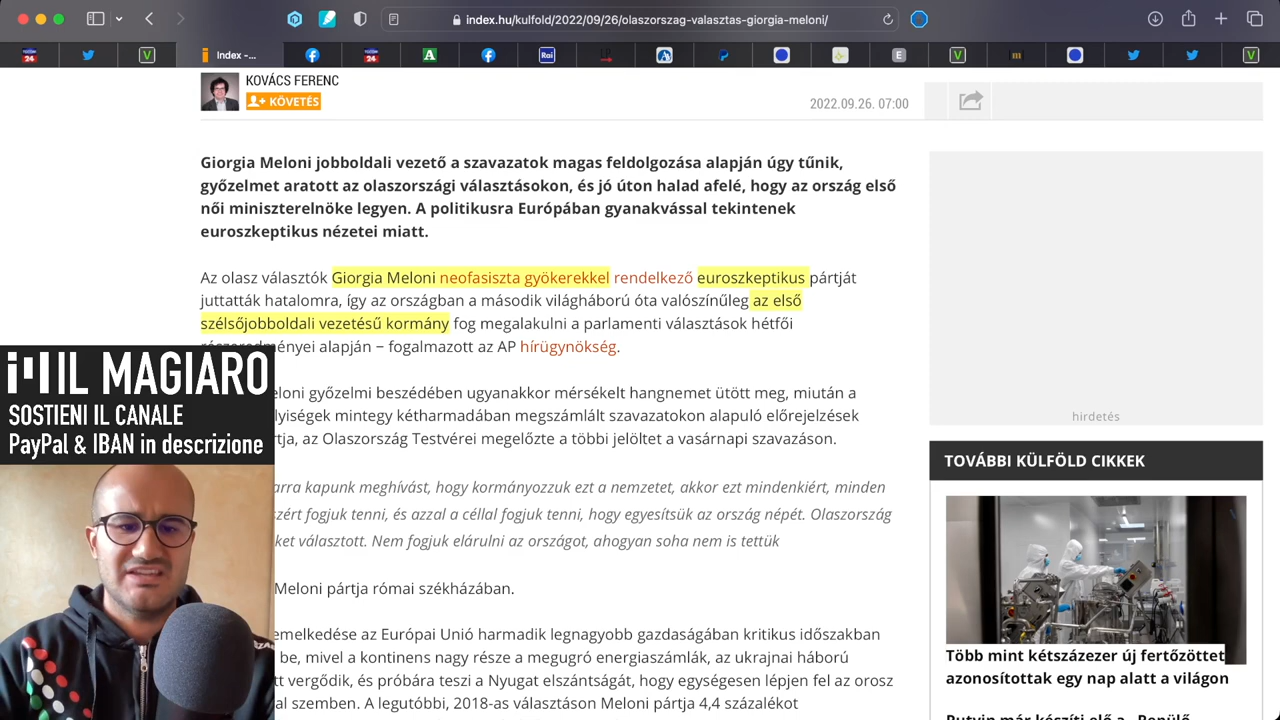 index.hu/kulfold/2022/09/26/olaszorszag-valasztas-giorgia-meloni/
Index -...
KOVÁCS FERENC
KÖVETÉS
2022.09.26. 07:00
Giorgia Meloni jobboldali vezető a szavazatok magas feldolgozása alapján úgy tűnik,
győzelmet aratott az olaszországi választásokon, és jó úton halad afelé, hogy az ország első
női miniszterelnöke legyen. A politikusra Európában gyanakvással tekintenek
euroszkeptikus nézetei miatt.
Az olasz választók Giorgia Meloni neofasiszta gyökerekkel rendelkező euroszkeptikus pártját
juttatták hatalomra, így az országban a második világháború óta valószínűleg az első
szélsőjobboldali vezetésű kormány fog megalakulni a parlamenti választások hétfői
részeredményei alapján – fogalmazott az AP hírügynökség.
eloni győzelmi beszédében ugyanakkor mérsékelt hangnemet ütött meg, miután a
lyiségek mintegy kétharmadában megszámlált szavazatokon alapuló előrejelzések
rtja, az Olaszország Testvérei megelőzte a többi jelöltet a vasárnapi szavazáson.
arra kapunk meghívást, hogy kormányozzuk ezt a nemzetet, akkor ezt mindenkiért, minden
szért fogjuk tenni, és azzal a céllal fogjuk tenni, hogy egyesítsük az ország népét. Olaszország
ket választott. Nem fogjuk elárulni az országot, ahogyan soha nem is tettük
Meloni pártja római székházában.
emelkedése az Európai Unió harmadik legnagyobb gazdaságában kritikus időszakban
be, mivel a kontinens nagy része a megugró energiaszámlák, az ukrajnai háború
tt vergődik, és próbára teszi a Nyugat elszántságát, hogy egységesen lépjen fel az orosz
al szemben. A legutóbbi, 2018-as választáson Meloni pártja 4,4 százalékot
IL MAGIARO
SOSTIENI IL CANALE
PayPal & IBAN in descrizione
hirdetés
TOVÁBBI KÜLFÖLD CIKKEK
Több mint kétszázezer új fertőzöttet
azonosítottak egy nap alatt a világon